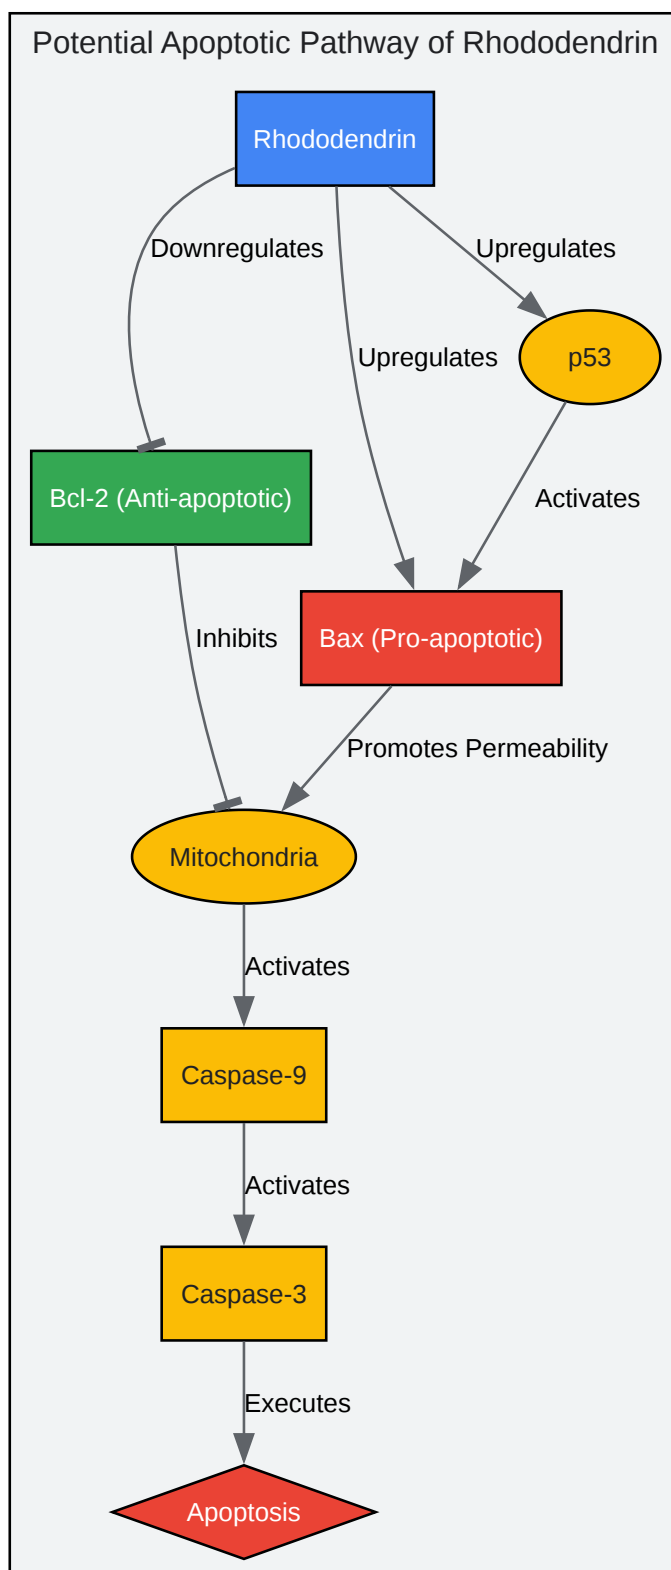 Potential Apoptotic Pathway of Rhododendrin
Rhododendrin
Downregulates
Upregulates
Upregulates
p53
Bcl-2 (Anti-apoptotic)
Activates
Inhibits
Bax (Pro-apoptotic)
Promotes Permeability
Mitochondria
Activates
Caspase-9
Activates
Caspase-3
Executes
Apoptosis